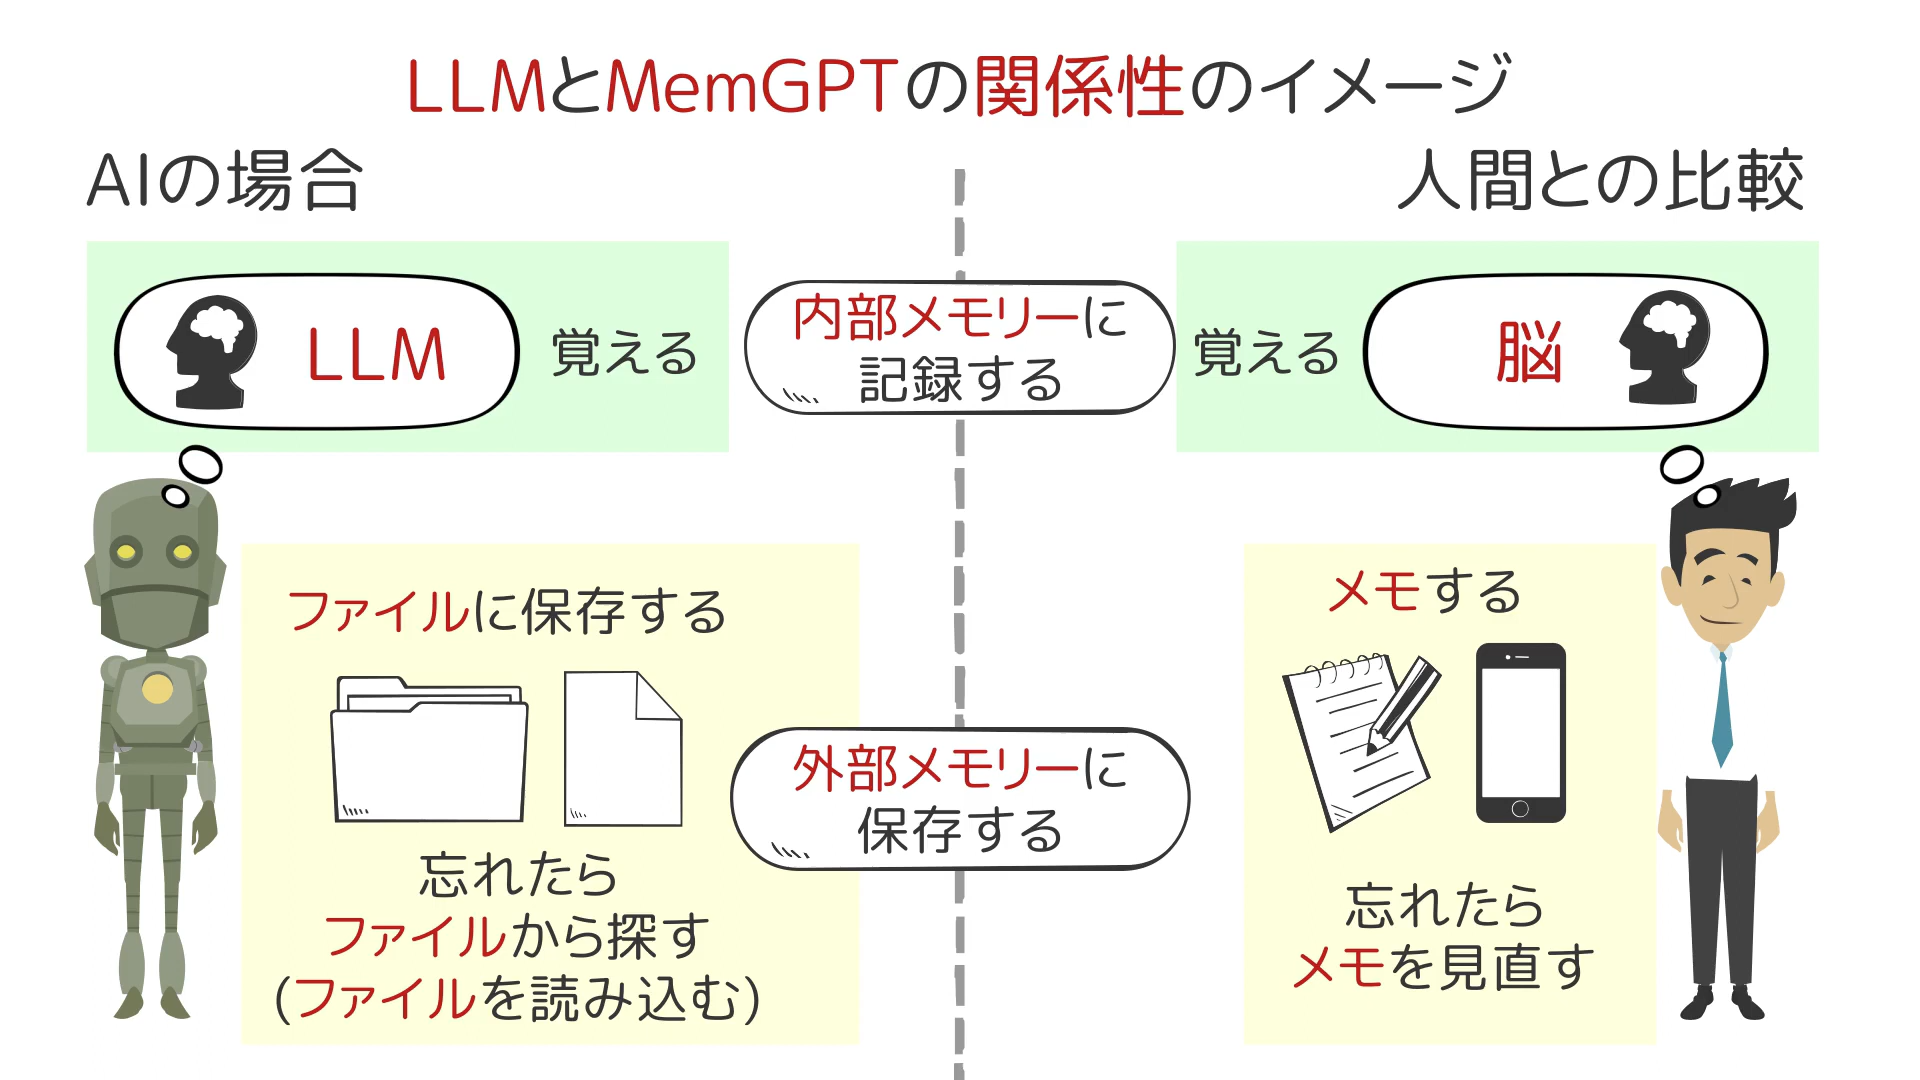 LLMとMemGPTの関係性のイメージ
AIの場合
人間との比較
LLM
覚える
内部メモリーに
記録する
覚える
脳
ファイルに保存する
外部メモリーに
保存する
忘れたら
ファイルから探す
(ファイルを読み込む)
メモする
忘れたら
メモを見直す